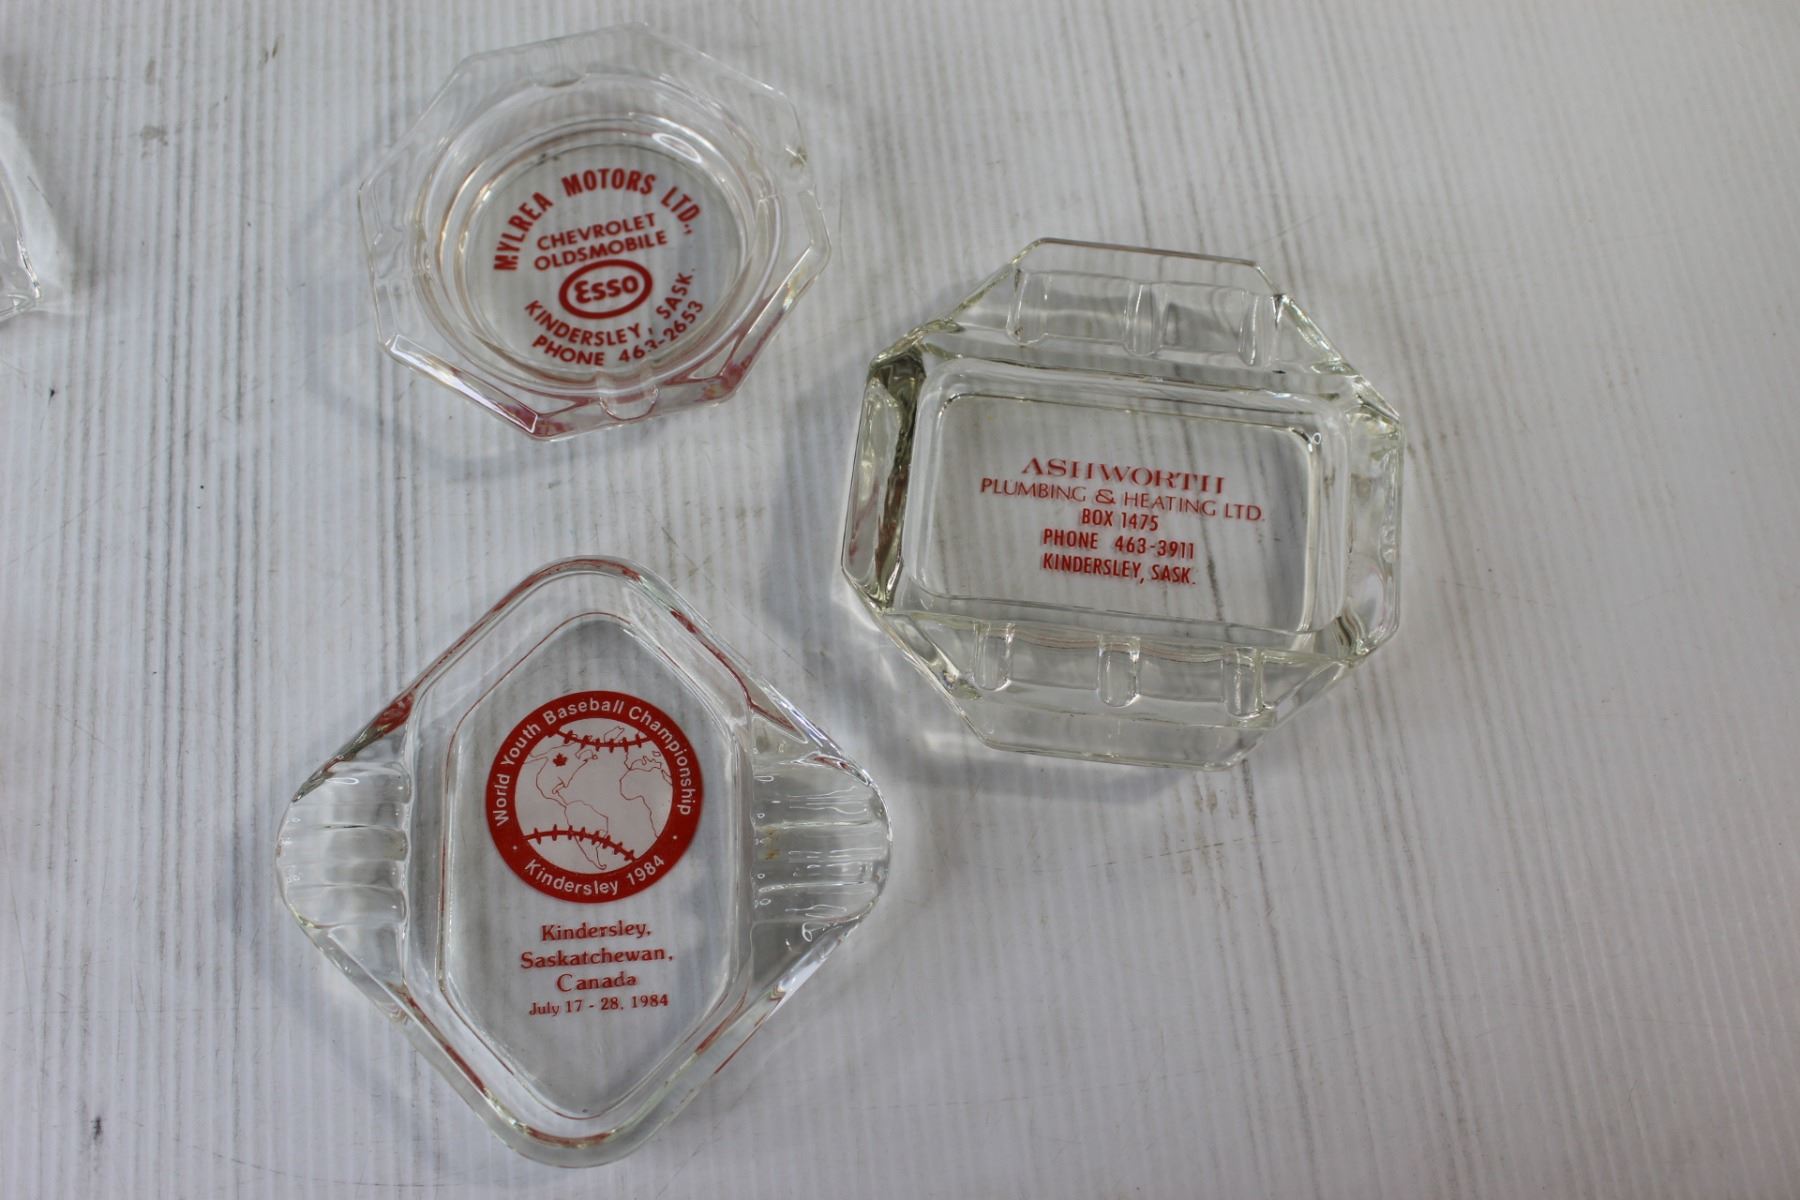 MYLREA MOTORS LTD.,
CHEVROLET
OLDSMOBILE
Esso
KINDERSLEY, SASK.
PHONE 463-2653
ASHWORTH
PLUMBING & HEATING LTD.
BOX 1475
PHONE 463-3911
KINDERSLEY, SASK.
World Youth Baseball Championship
• Kindersley 1984 •
Kindersley,
Saskatchewan,
Canada
July 17 - 28, 1984